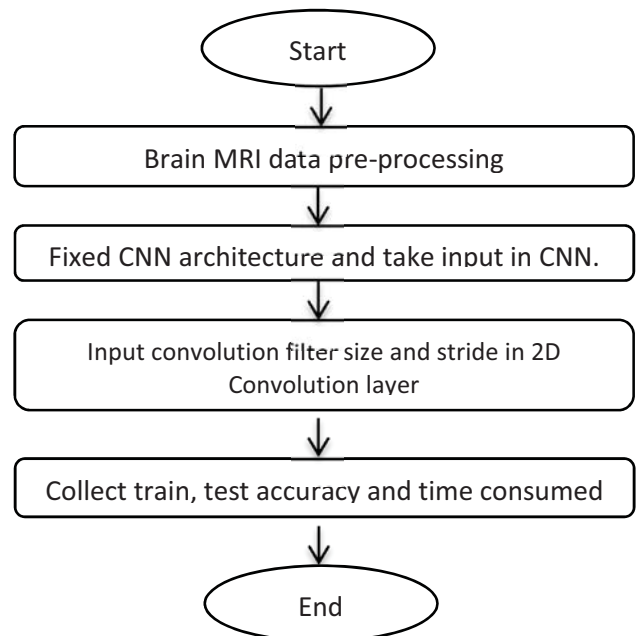 Start
Brain MRI data pre-processing
Fixed CNN architecture and take input in CNN.
Input convolution filter size and stride in 2D
Convolution layer
Collect train, test accuracy and time consumed
End